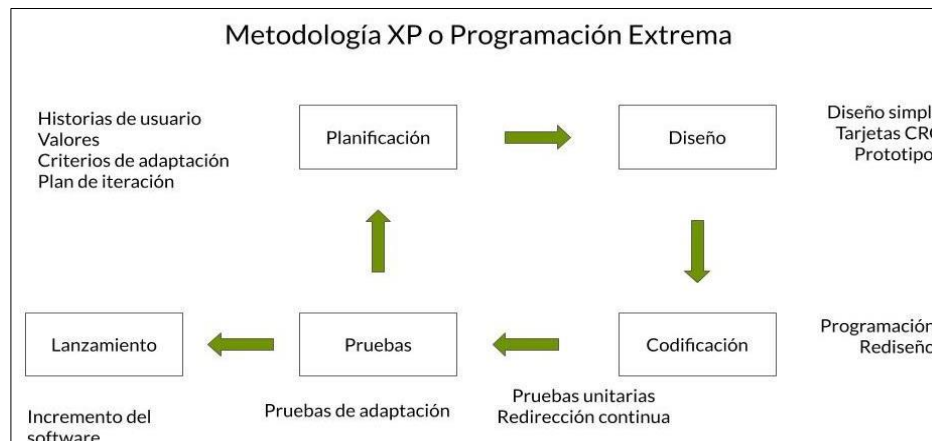 Metodología XP o Programación Extrema
Historias de usuario
Valores
Criterios de adaptación
Plan de iteración
Planificación
Diseño
Diseño simpl
Tarjetas CR
Prototipo
Lanzamiento
Pruebas
Codificación
Programación
Rediseño
Pruebas unitarias
Redirección continua
Pruebas de adaptación
Incremento del
software